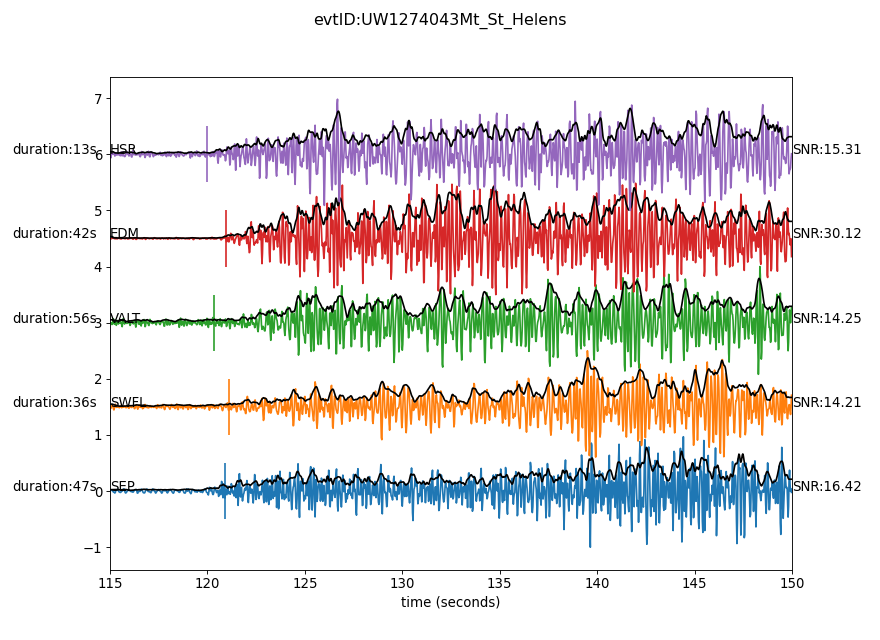 evtID:UW1274043Mt_St_Helens
7
duration:13s HSR SNR:15.31
6
5
duration:42s EDM SNR:30.12
4
duration:56s VALT SNR:14.25
3
2
duration:36s SWFL SNR:14.21
1
duration:47s SEP SNR:16.42
0
−1
115 120 125 130 135 140 145 150
time (seconds)